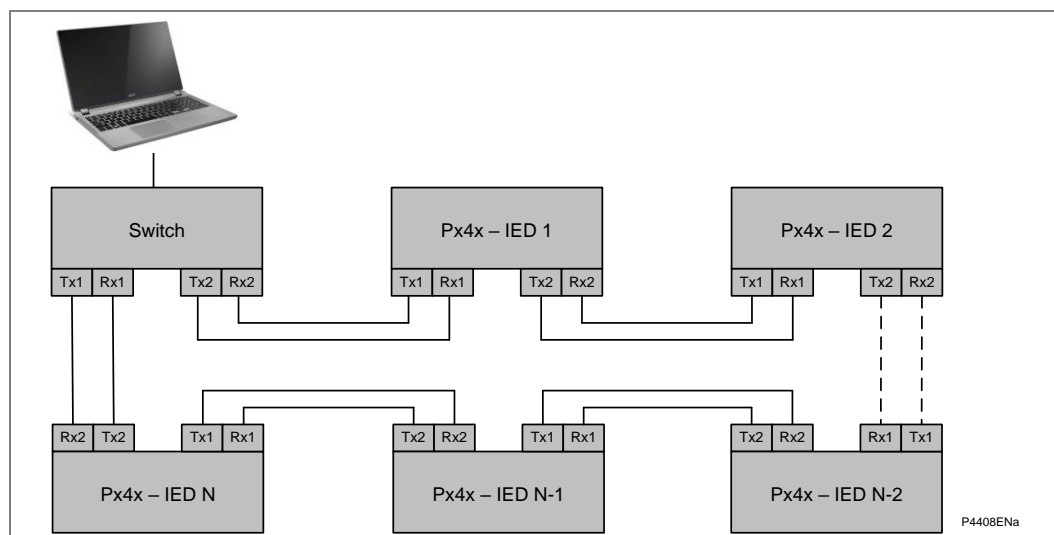 Switch
Px4x – IED 1
Px4x – IED 2
Tx1 Rx1 Tx2 Rx2
Tx1 Rx1 Tx2 Rx2
Tx1 Rx1 Tx2 Rx2
Rx2 Tx2 Tx1 Rx1
Tx2 Rx2 Tx1 Rx1
Tx2 Rx2 Rx1 Tx1
Px4x – IED N
Px4x – IED N-1
Px4x – IED N-2
P4408ENa